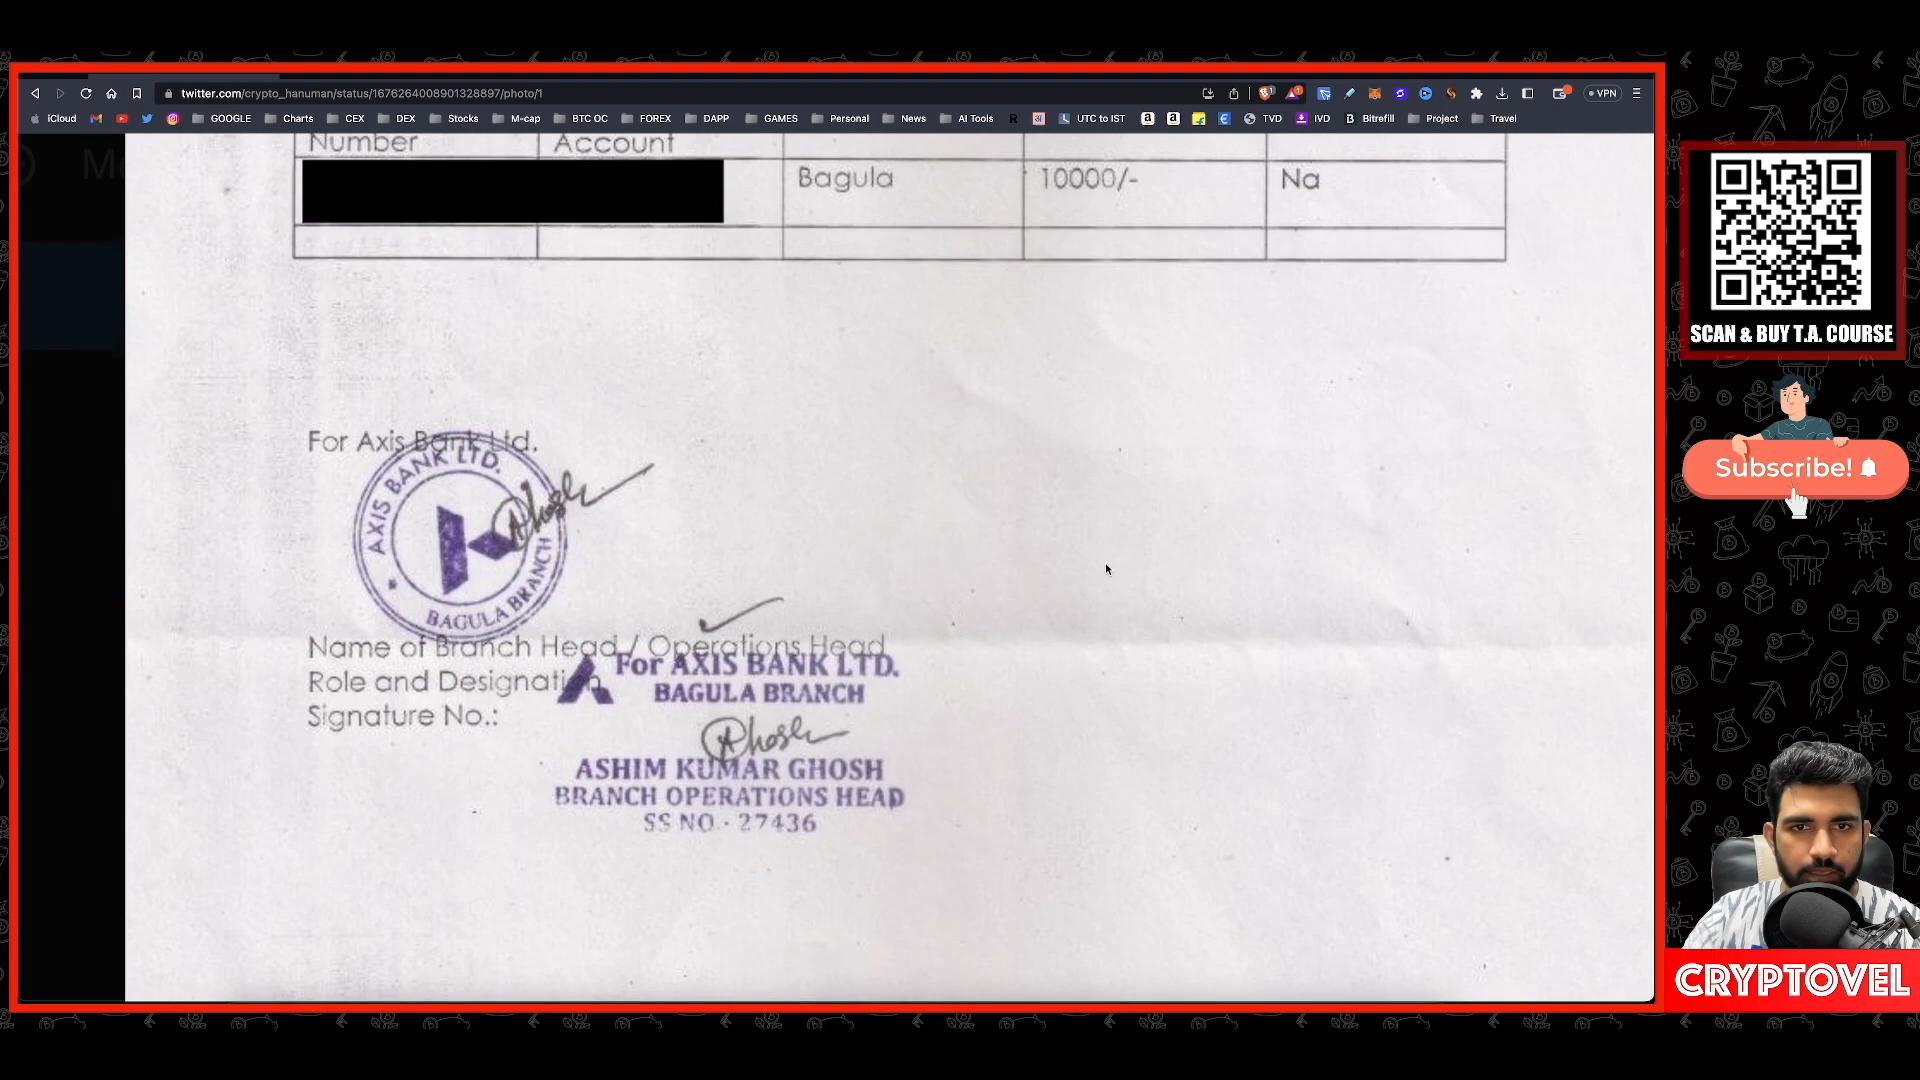 twitter.com/crypto_hanuman/status/1676264008901328897/photo/1
VPN
iCloud GOOGLE Charts CEX DEX Stocks M-cap BTC OC FOREX DAPP GAMES Personal News AI Tools UTC to IST TVD IVD Bitrefill Project Travel
Number Account
Bagula 10000/- Na
For Axis Bank Ltd.
AXIS BANK LTD.
BAGULA BRANCH
Name of Branch Head / Operations Head
For AXIS BANK LTD.
Role and Designation
BAGULA BRANCH
Signature No.:
ASHIM KUMAR GHOSH
BRANCH OPERATIONS HEAD
SS NO - 27436
SCAN & BUY T.A. COURSE
Subscribe!
CRYPTOVEL